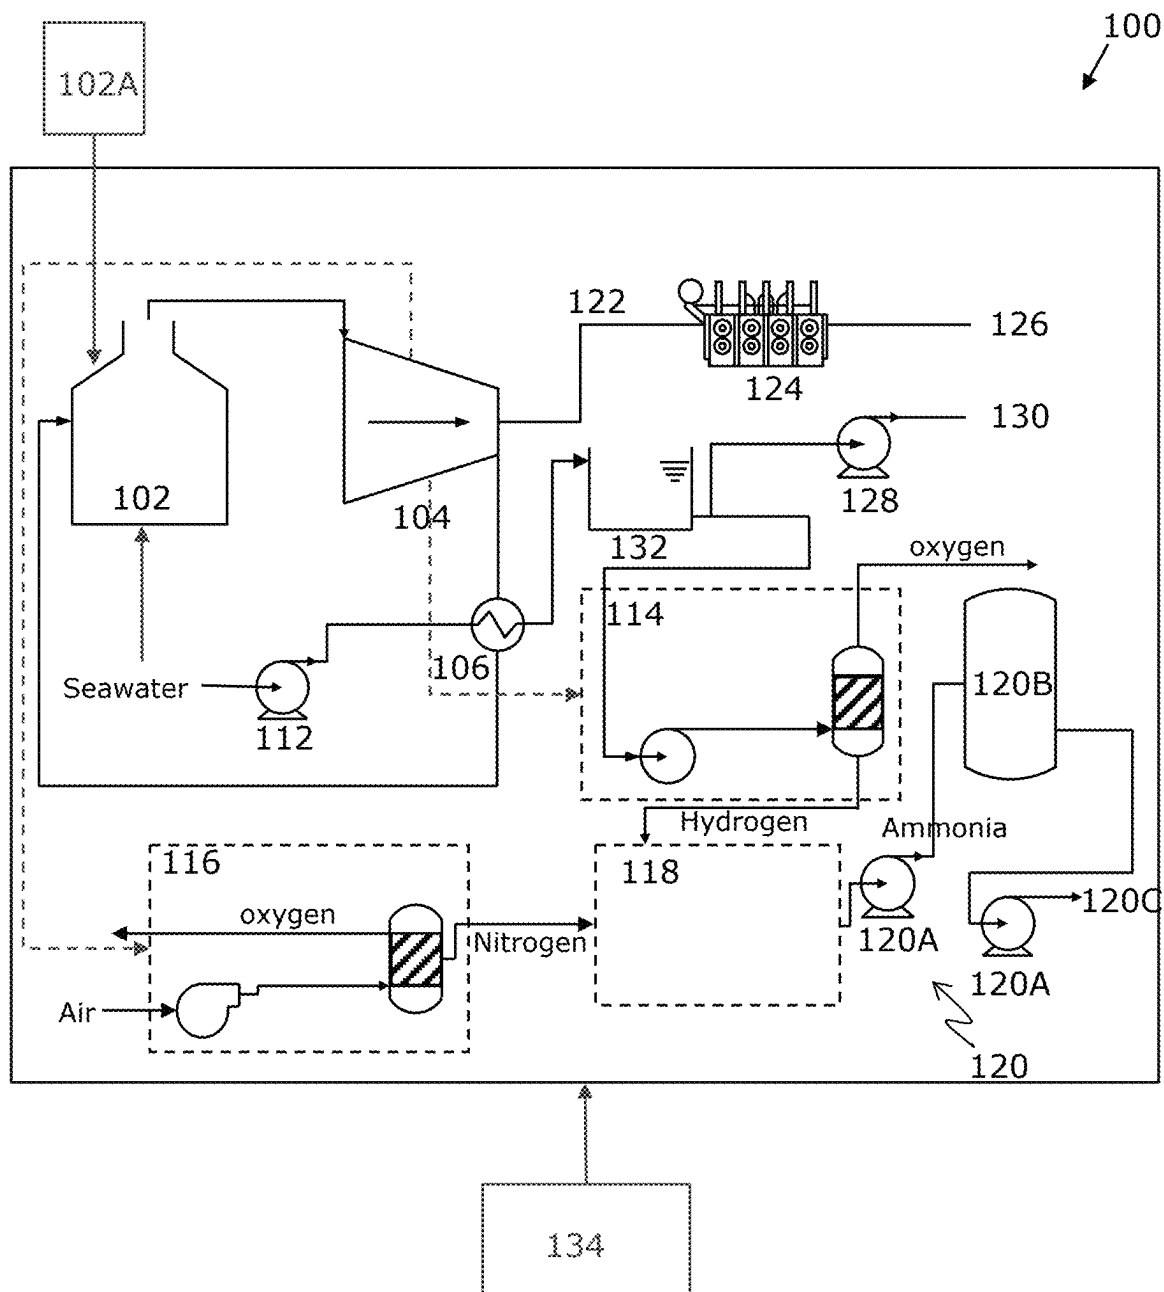 100
102A
122
126
124
130
102
104
128
132
oxygen
114
106
120B
Seawater
112
Hydrogen
Ammonia
116
118
oxygen
120C
Nitrogen
120A
120A
Air
120
134